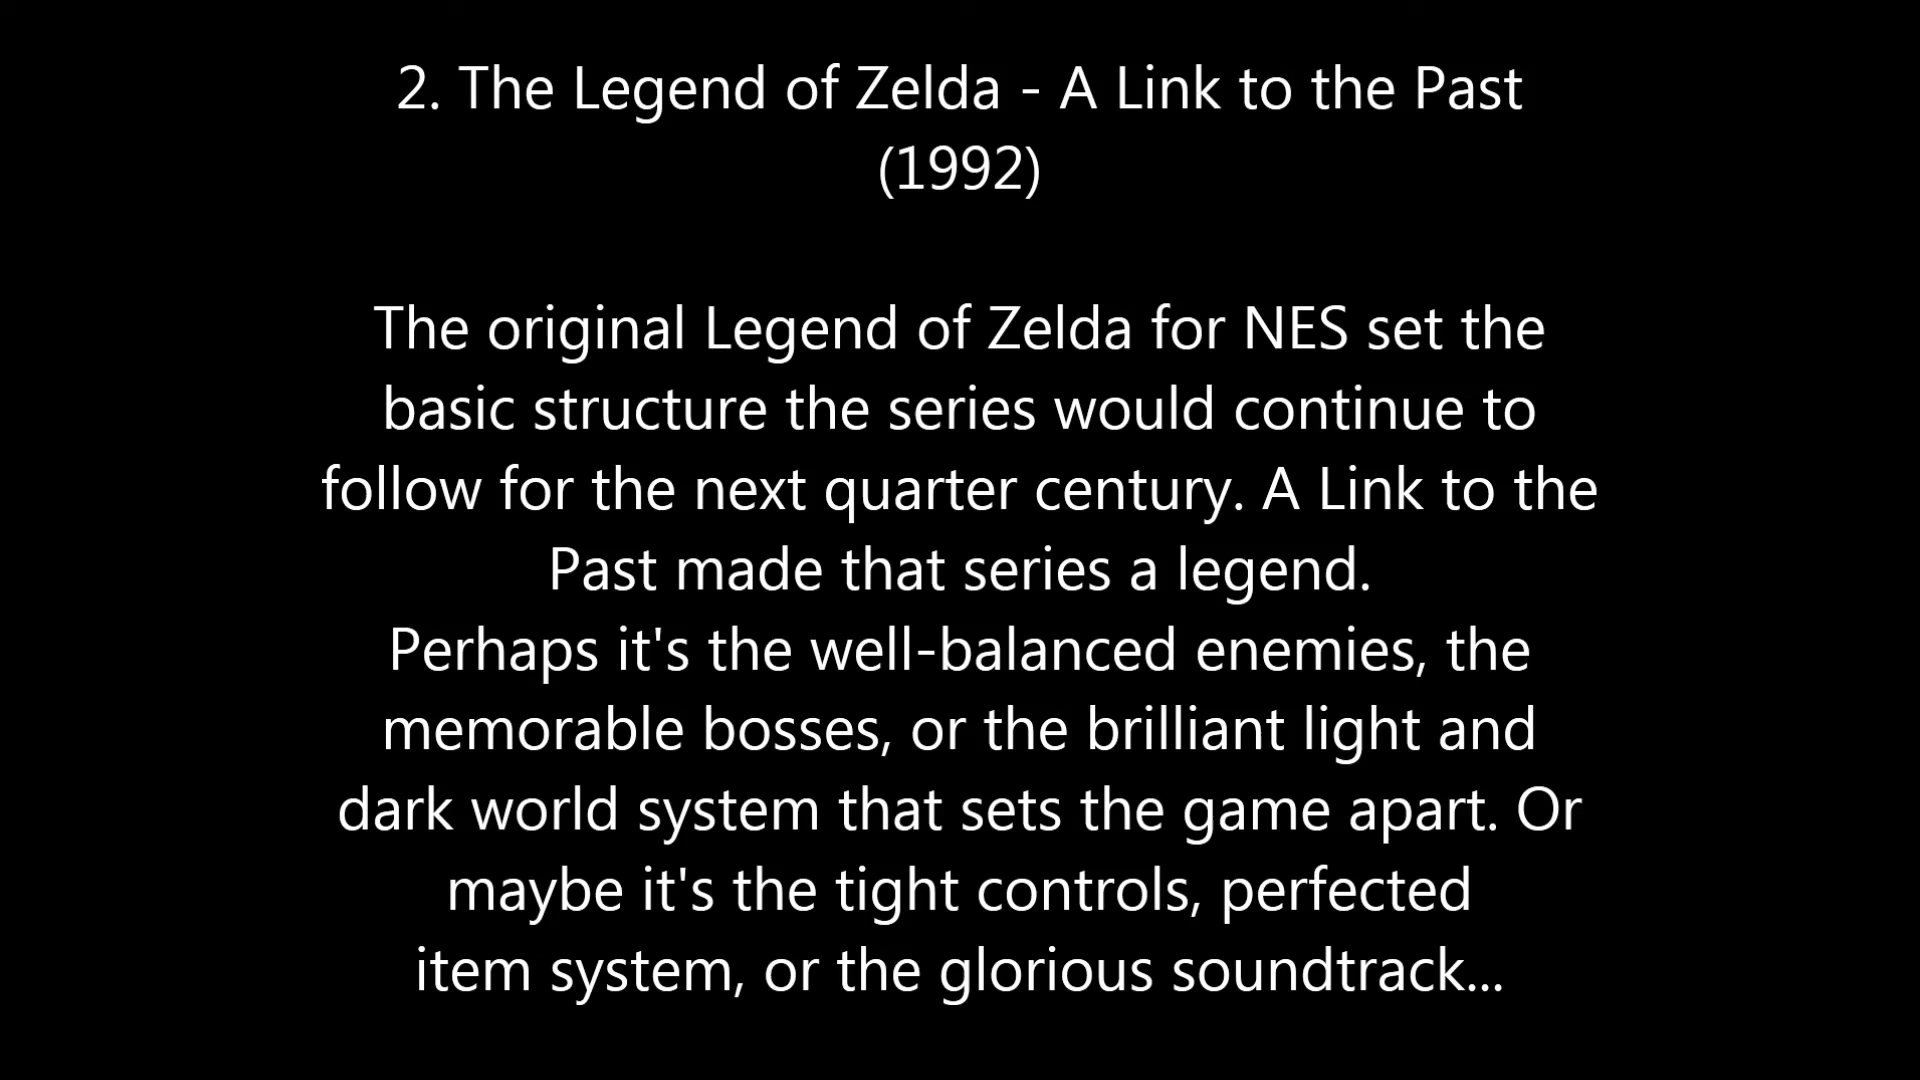 2. The Legend of Zelda - A Link to the Past
(1992)
The original Legend of Zelda for NES set the
basic structure the series would continue to
follow for the next quarter century. A Link to the
Past made that series a legend.
Perhaps it's the well-balanced enemies, the
memorable bosses, or the brilliant light and
dark world system that sets the game apart. Or
maybe it's the tight controls, perfected
item system, or the glorious soundtrack...